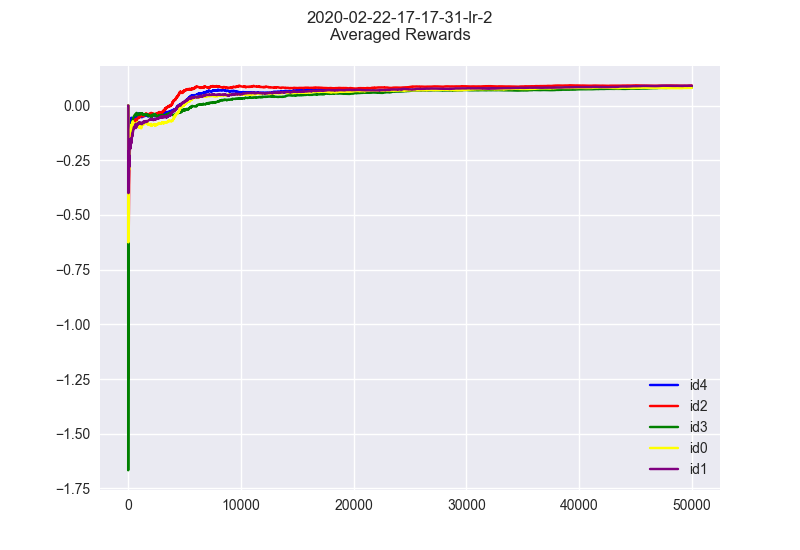 2020-02-22-17-17-31-lr-2
Averaged Rewards
0.00
−0.25
−0.50
−0.75
−1.00
−1.25
−1.50
−1.75
0 10000 20000 30000 40000 50000
id4
id2
id3
id0
id1